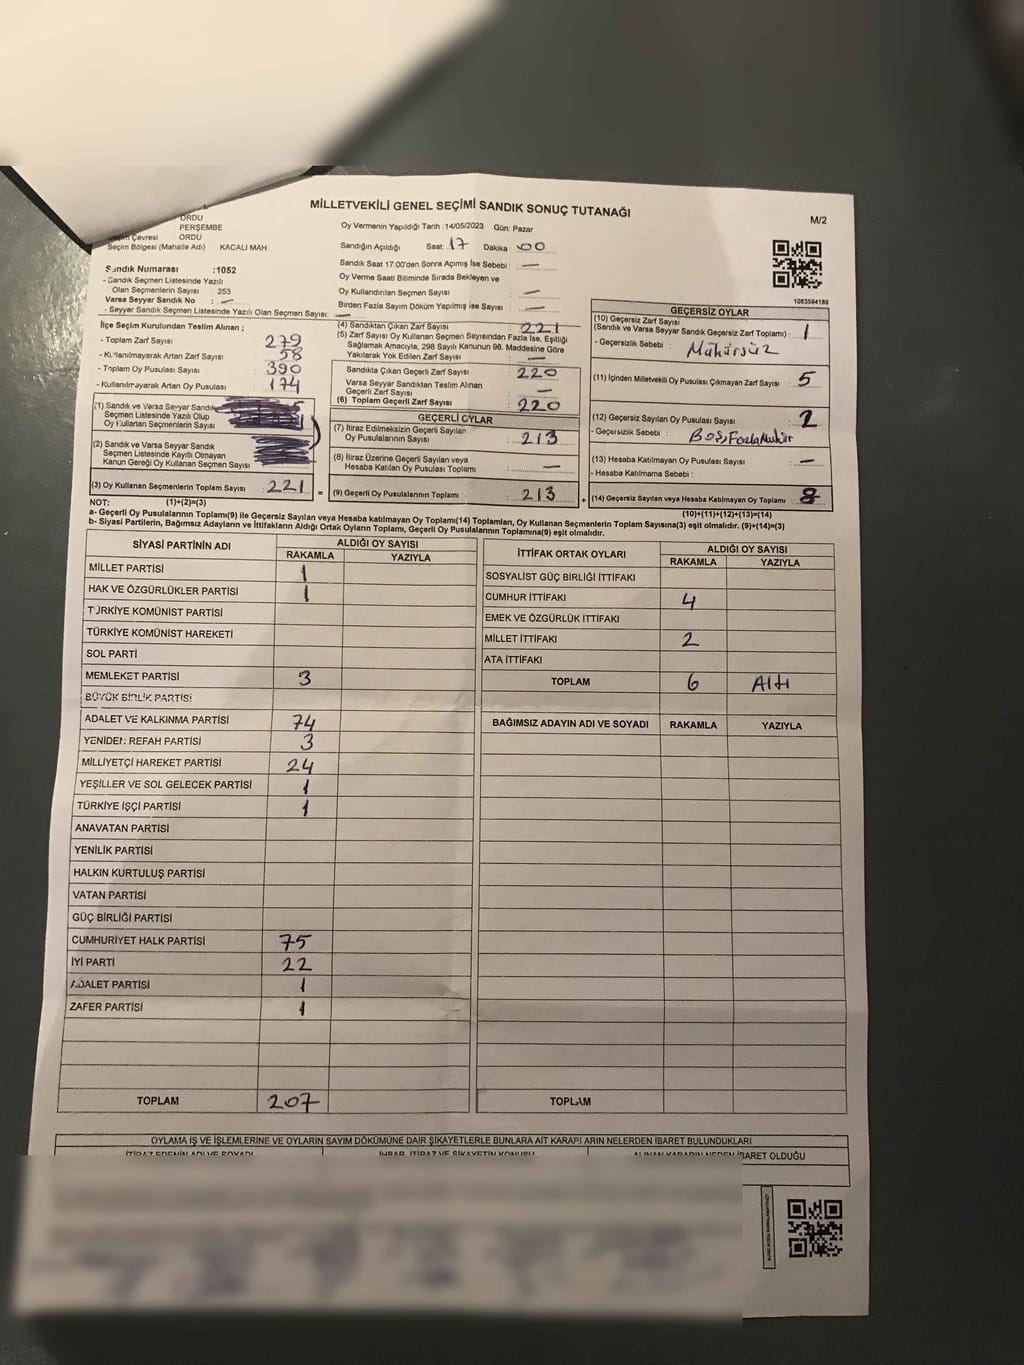 MİLLETVEKİLİ GENEL SEÇİMİ SANDIK SONUÇ TUTANAĞI
M/2
ORDU
PERŞEMBE
Çevresi ORDU
Seçim Bölgesi (Mahalle Adı) KACALI MAH.
Oy Vermenin Yapıldığı Tarih : 14/05/2023 Gün: Pazar
Sandığın Açıldığı Saat: 17 Dakika: 00
Sandık Saat 17:00'den Sonra Açımış İse Sebebi : —
Oy Verme Saati Bitiminde Sırada Bekleyen ve
Oy Kullandırılan Seçmen Sayısı : —
Birden Fazla Sayım Döküm Yapılmış ise Sayısı : —
1083594189
Sandık Numarası :1052
- Sandık Seçmen Listesinde Yazılı
Olan Seçmenlerin Sayısı 253
Varsa Seyyar Sandık No : —
- Seyyar Sandık Seçmen Listesinde Yazılı Olan Seçmen Sayısı: —
İlçe Seçim Kurulundan Teslim Alınan ;
- Toplam Zarf Sayısı : 279
- Kullanılmayarak Artan Zarf Sayısı : 58
- Toplam Oy Pusulası Sayısı : 390
- Kullanılmayarak Artan Oy Pusulası : 174
(1) Sandık ve Varsa Seyyar Sandık
Seçmen Listesinde Yazılı Olup
Oy Kullanan Seçmenlerin Sayısı
(2) Sandık ve Varsa Seyyar Sandık
Seçmen Listesinde Kayıtlı Olmayan
Kanun Gereği Oy Kullanan Seçmen Sayısı
(3) Oy Kullanan Seçmenlerin Toplam Sayısı : 221
(4) Sandıktan Çıkan Zarf Sayısı : 221
(5) Zarf Sayısı Oy Kullanan Seçmen Sayısından Fazla İse, Eşitliği
Sağlamak Amacıyla, 298 Sayılı Kanunun 98. Maddesine Göre
Yakılarak Yok Edilen Zarf Sayısı : —
Sandıkta Çıkan Geçerli Zarf Sayısı : 220
Varsa Seyyar Sandıktan Teslim Alınan
Geçerli Zarf Sayısı : —
(6) Toplam Geçerli Zarf Sayısı : 220
GEÇERLİ OYLAR
(7) İtiraz Edilmeksizin Geçerli Sayılan
Oy Pusulalarının Sayısı : 213
(8) İtiraz Üzerine Geçerli Sayılan veya
Hesaba Katılan Oy Pusulası Toplamı : —
= (9) Geçerli Oy Pusulalarının Toplamı : 213
GEÇERSİZ OYLAR
(10) Geçersiz Zarf Sayısı
(Sandık ve Varsa Seyyar Sandık Geçersiz Zarf Toplamı) : 1
- Geçersizlik Sebebi : Mühürsüz
(11) İçinden Milletvekili Oy Pusulası Çıkmayan Zarf Sayısı : 5
(12) Geçersiz Sayılan Oy Pusulası Sayısı : 2
- Geçersizlik Sebebi : Boş, Fazla Mühür
(13) Hesaba Katılmayan Oy Pusulası Sayısı : —
- Hesaba Katılmama Sebebi :
+ (14) Geçersiz Sayılan veya Hesaba Katılmayan Oy Toplamı : 8
NOT: (1)+(2)=(3)
(10)+(11)+(12)+(13)=(14)
a- Geçerli Oy Pusulalarının Toplamı(9) ile Geçersiz Sayılan veya Hesaba katılmayan Oy Toplamı(14) Toplamları, Oy Kullanan Seçmenlerin Toplam Sayısına(3) eşit olmalıdır. (9)+(14)=(3)
b- Siyasi Partilerin, Bağımsız Adayların ve İttifakların Aldığı Ortak Oyların Toplamı, Geçerli Oy Pusulalarının Toplamına(9) eşit olmalıdır.
SİYASİ PARTİNİN ADI ALDIĞI OY SAYISI
RAKAMLA YAZIYLA
MİLLET PARTİSİ 1
HAK VE ÖZGÜRLÜKLER PARTİSİ 1
TÜRKİYE KOMÜNİST PARTİSİ
TÜRKİYE KOMÜNİST HAREKETİ
SOL PARTİ
MEMLEKET PARTİSİ 3
BÜYÜK BİRLİK PARTİSİ
ADALET VE KALKINMA PARTİSİ 74
YENİDEN REFAH PARTİSİ 3
MİLLİYETÇİ HAREKET PARTİSİ 24
YEŞİLLER VE SOL GELECEK PARTİSİ 1
TÜRKİYE İŞÇİ PARTİSİ 1
ANAVATAN PARTİSİ
YENİLİK PARTİSİ
HALKIN KURTULUŞ PARTİSİ
VATAN PARTİSİ
GÜÇ BİRLİĞİ PARTİSİ
CUMHURİYET HALK PARTİSİ 75
İYİ PARTİ 22
ADALET PARTİSİ 1
ZAFER PARTİSİ 1
TOPLAM 207
İTTİFAK ORTAK OYLARI ALDIĞI OY SAYISI
RAKAMLA YAZIYLA
SOSYALİST GÜÇ BİRLİĞİ İTTİFAKI
CUMHUR İTTİFAKI 4
EMEK VE ÖZGÜRLÜK İTTİFAKI
MİLLET İTTİFAKI 2
ATA İTTİFAKI
TOPLAM 6 Altı
BAĞIMSIZ ADAYIN ADI VE SOYADI RAKAMLA YAZIYLA
TOPLAM
OYLAMA İŞ VE İŞLEMLERİNE VE OYLARIN SAYIM DÖKÜMÜNE DAİR ŞİKAYETLERLE BUNLARA AİT KARARLARIN NELERDEN İBARET BULUNDUKLARI
İTİRAZ EDENİN ADI VE SOYADI İHBAR, İTİRAZ VE ŞİKAYETİN KONUSU ALINAN KARARIN NEDEN İBARET OLDUĞU